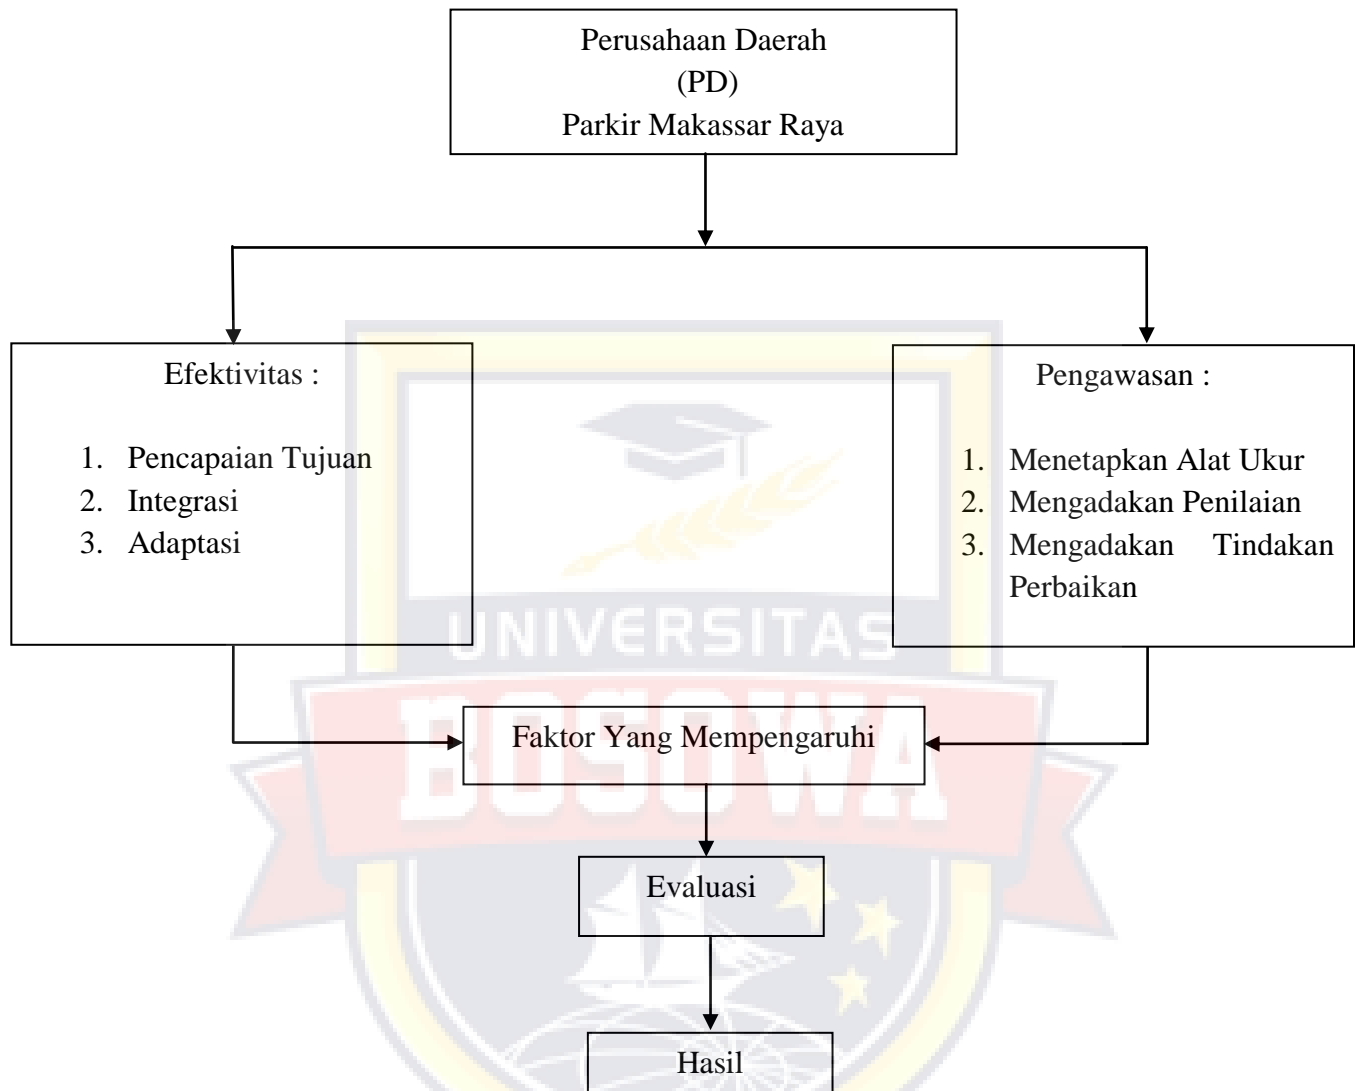 Perusahaan Daerah
(PD)
Parkir Makassar Raya
Efektivitas :
1. Pencapaian Tujuan
2. Integrasi
3. Adaptasi
Pengawasan :
1. Menetapkan Alat Ukur
2. Mengadakan Penilaian
3. Mengadakan Tindakan
Perbaikan
UNIVERSITAS
BOSOWA
Faktor Yang Mempengaruhi
Evaluasi
Hasil